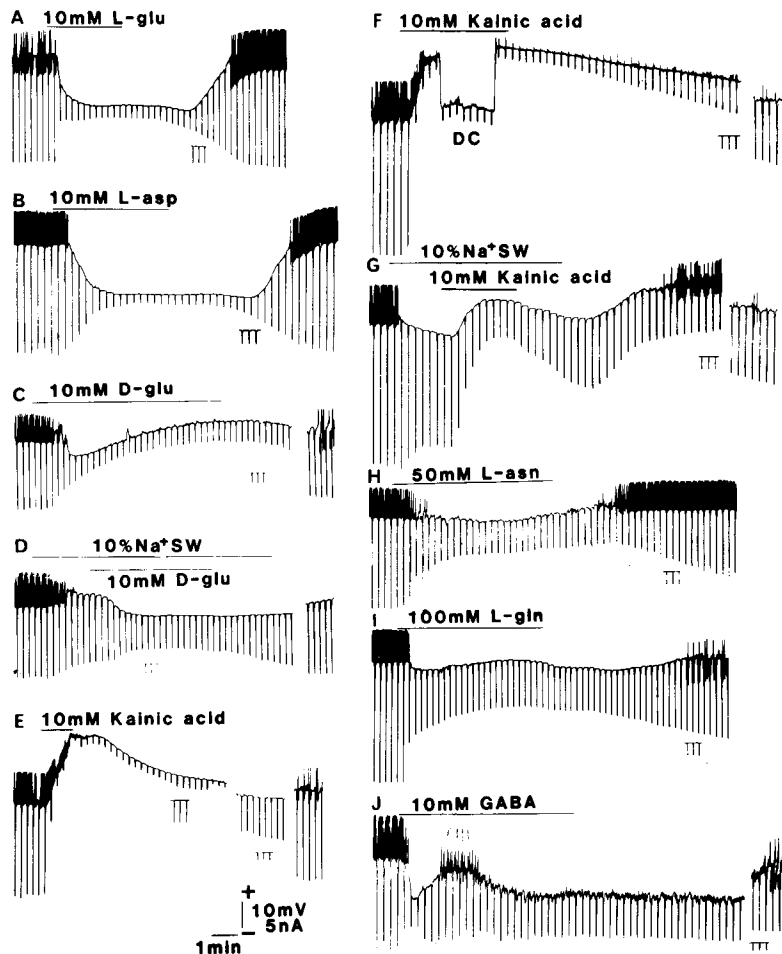 A 10mM L-glu
B 10mM L-asp
C 10mM D-glu
D 10%Na⁺SW
10mM D-glu
E 10mM Kainic acid
+
10mV
5nA
−
1min
F 10mM Kainic acid
DC
10%Na⁺SW
G 10mM Kainic acid
H 50mM L-asn
I 100mM L-gln
J 10mM GABA